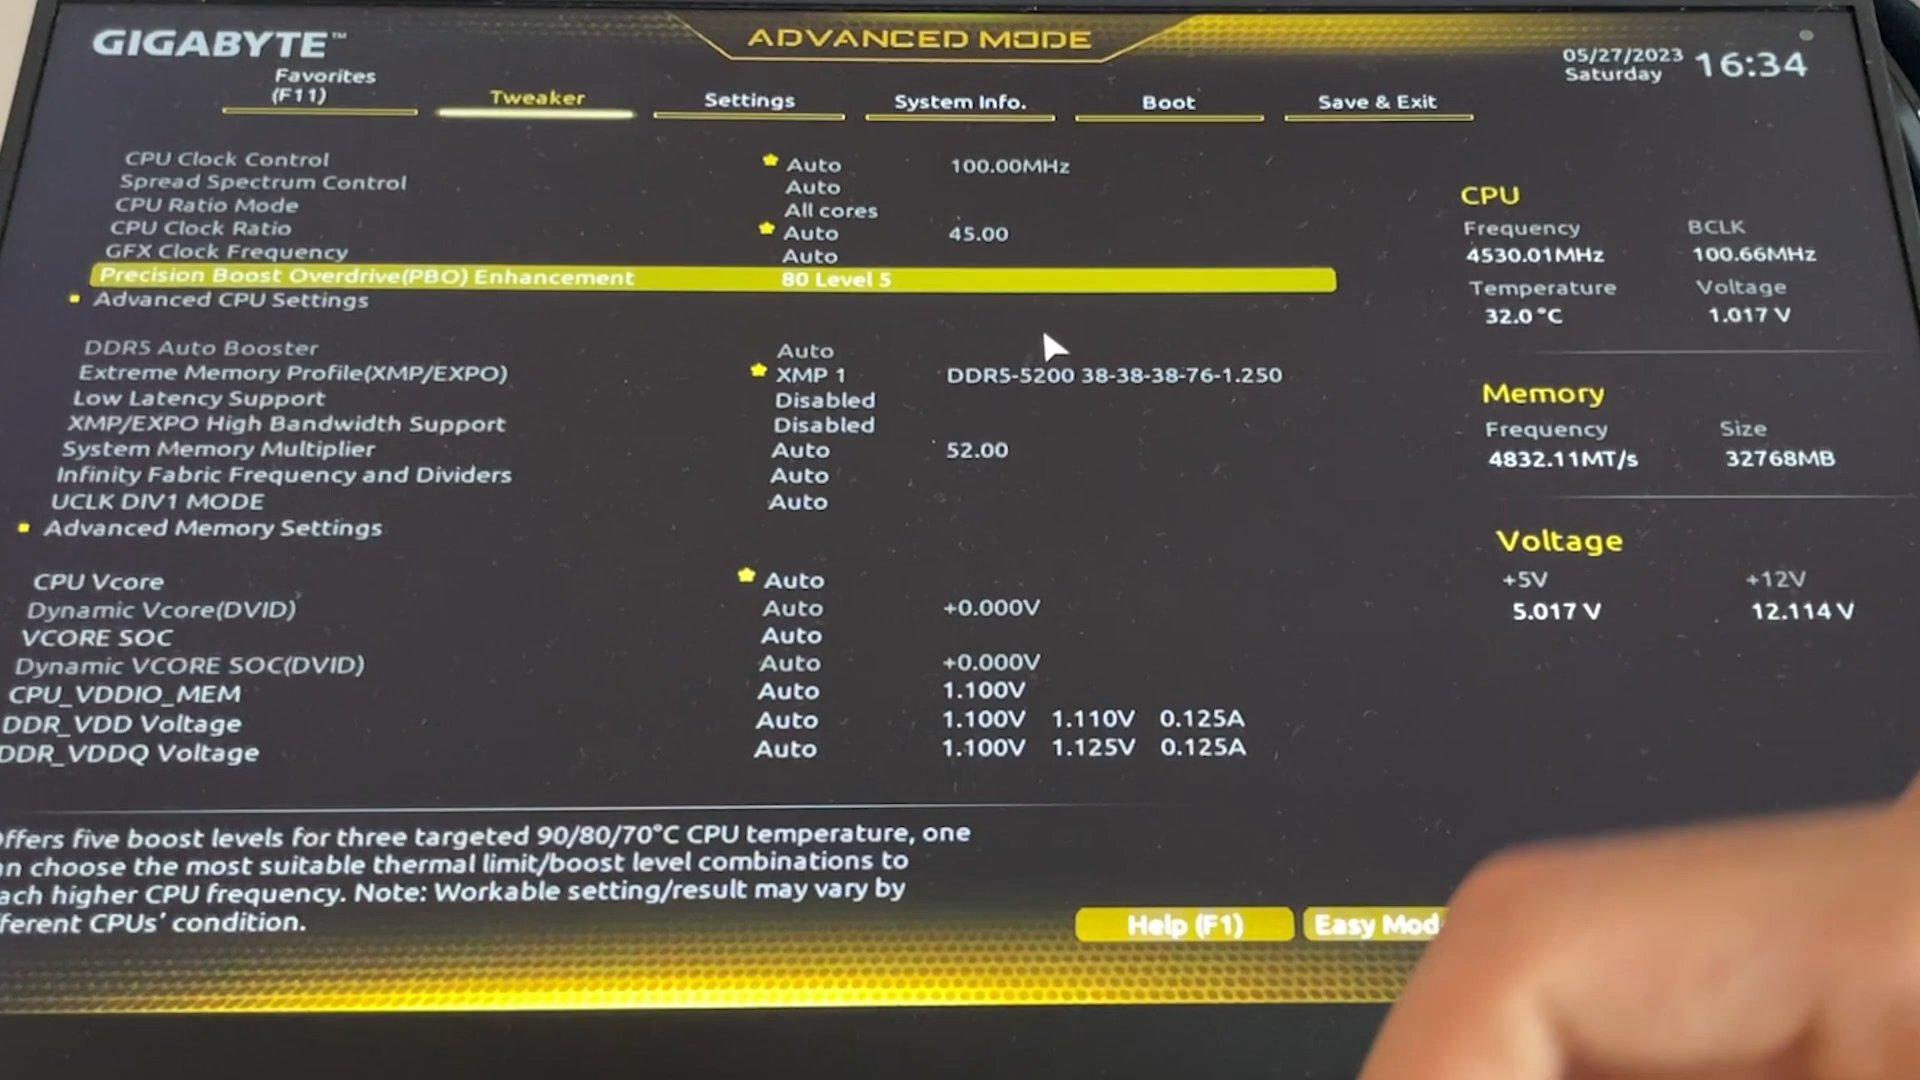 GIGABYTE™
ADVANCED MODE
05/27/2023
Saturday
16:34
Favorites
(F11)
Tweaker
Settings
System Info.
Boot
Save & Exit
CPU Clock Control Auto 100.00MHz
Spread Spectrum Control Auto
CPU Ratio Mode All cores
CPU Clock Ratio Auto 45.00
GFX Clock Frequency Auto
Precision Boost Overdrive(PBO) Enhancement 80 Level 5
Advanced CPU Settings
DDR5 Auto Booster Auto
Extreme Memory Profile(XMP/EXPO) XMP 1 DDR5-5200 38-38-38-76-1.250
Low Latency Support Disabled
XMP/EXPO High Bandwidth Support Disabled
System Memory Multiplier Auto 52.00
Infinity Fabric Frequency and Dividers Auto
UCLK DIV1 MODE Auto
Advanced Memory Settings
CPU Vcore Auto
Dynamic Vcore(DVID) Auto +0.000V
VCORE SOC Auto
Dynamic VCORE SOC(DVID) Auto +0.000V
CPU_VDDIO_MEM Auto 1.100V
DDR_VDD Voltage Auto 1.100V 1.110V 0.125A
DDR_VDDQ Voltage Auto 1.100V 1.125V 0.125A
CPU
Frequency BCLK
4530.01MHz 100.66MHz
Temperature Voltage
32.0 °C 1.017 V
Memory
Frequency Size
4832.11MT/s 32768MB
Voltage
+5V +12V
5.017 V 12.114 V
ffers five boost levels for three targeted 90/80/70°C CPU temperature, one
n choose the most suitable thermal limit/boost level combinations to
ach higher CPU frequency. Note: Workable setting/result may vary by
ferent CPUs' condition.
Help (F1)
Easy Mod